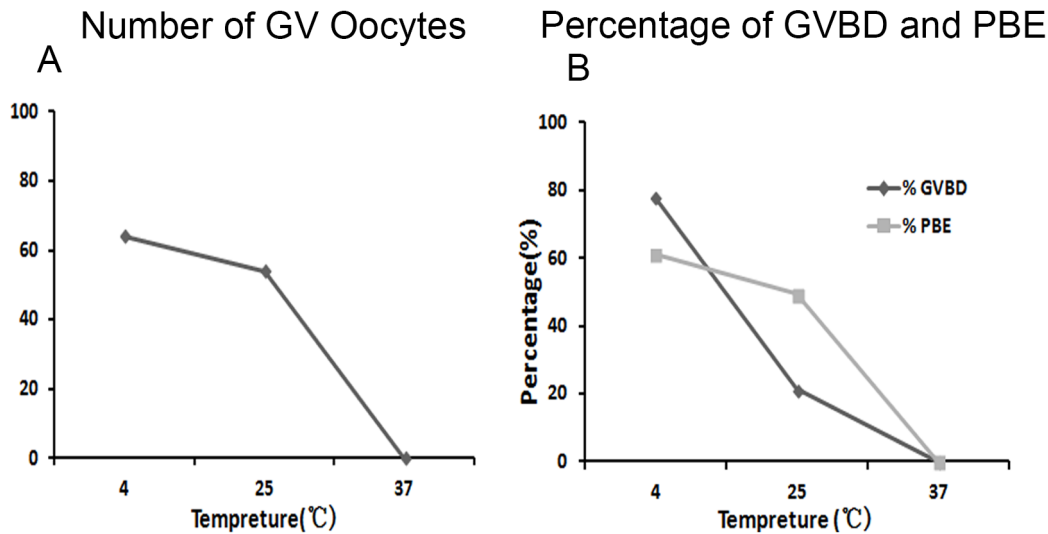 Number of GV Oocytes
A
100
80
60
40
20
0
4 25 37
Tempreture(℃)
Percentage of GVBD and PBE
B
100
80
60
40
20
0
Percentage(%)
% GVBD
% PBE
4 25 37
Tempreture (℃)